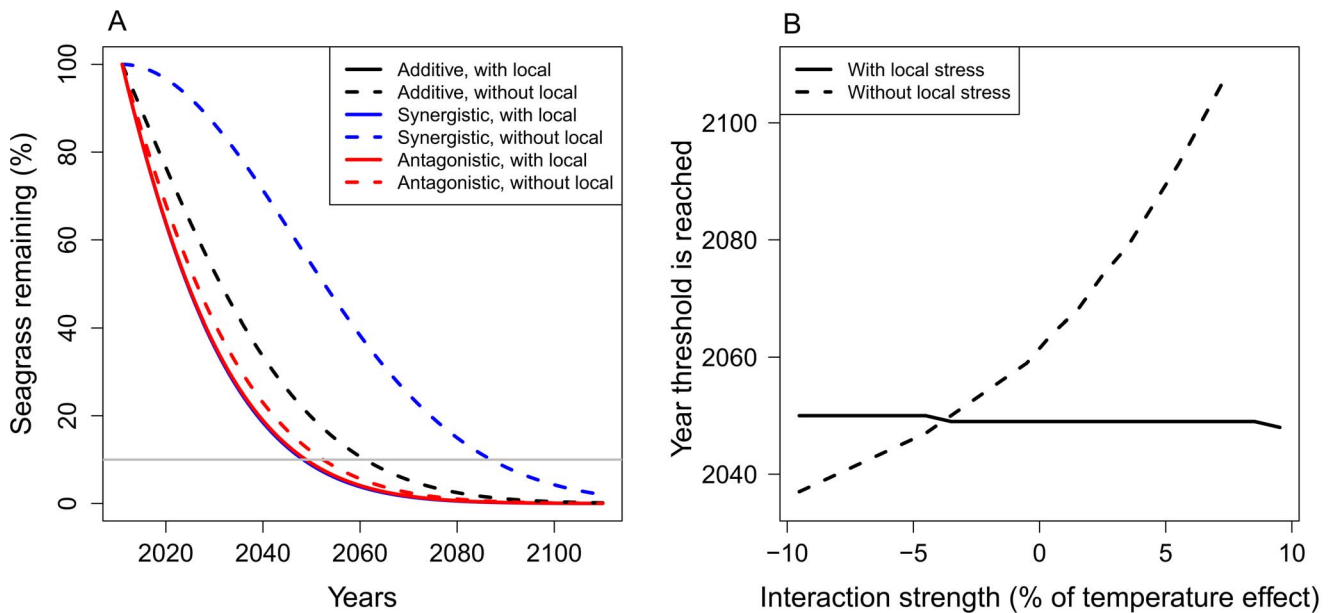 A
Seagrass remaining (%)
100
80
60
40
20
0
Additive, with local
Additive, without local
Synergistic, with local
Synergistic, without local
Antagonistic, with local
Antagonistic, without local
2020 2040 2060 2080 2100
Years
B
Year threshold is reached
2100
2080
2060
2040
With local stress
Without local stress
−10 −5 0 5 10
Interaction strength (% of temperature effect)